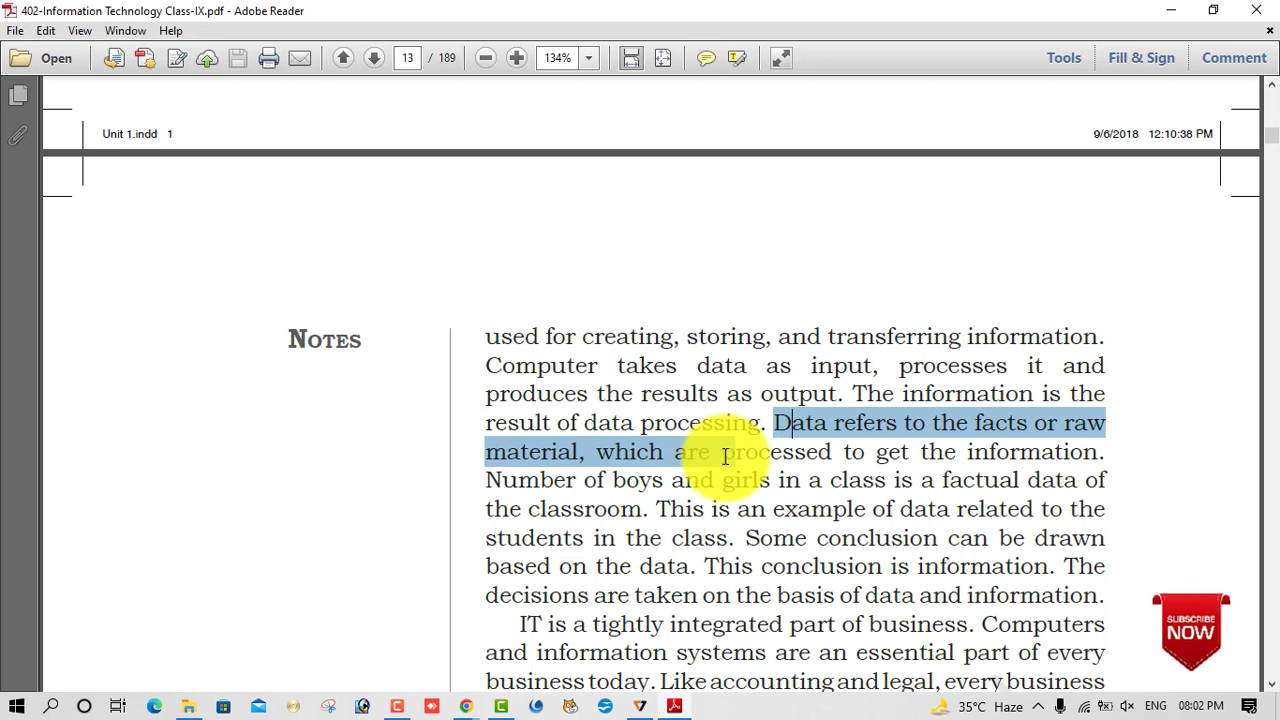 402-Information Technology Class-IX.pdf - Adobe Reader
File Edit View Window Help
Open 13 / 189 134% Tools Fill & Sign Comment
Unit 1.indd 1 9/6/2018 12:10:38 PM
NOTES
used for creating, storing, and transferring information.
Computer takes data as input, processes it and
produces the results as output. The information is the
result of data processing. Data refers to the facts or raw
material, which are processed to get the information.
Number of boys and girls in a class is a factual data of
the classroom. This is an example of data related to the
students in the class. Some conclusion can be drawn
based on the data. This conclusion is information. The
decisions are taken on the basis of data and information.
IT is a tightly integrated part of business. Computers
and information systems are an essential part of every
business today. Like accounting and legal, every business
SUBSCRIBE
NOW
35°C Haze ENG 08:02 PM